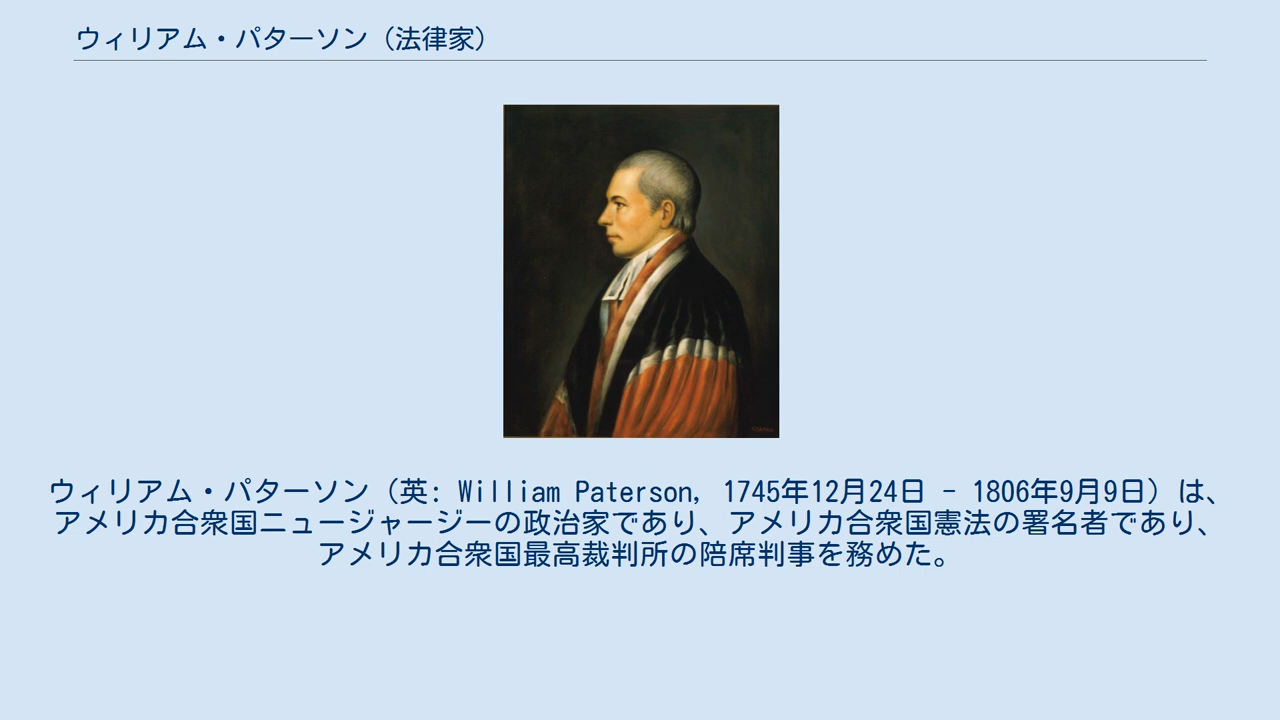 ウィリアム・パターソン（法律家）
ウィリアム・パターソン（英: William Paterson, 1745年12月24日 - 1806年9月9日）は、
アメリカ合衆国ニュージャージーの政治家であり、アメリカ合衆国憲法の署名者であり、
アメリカ合衆国最高裁判所の陪席判事を務めた。